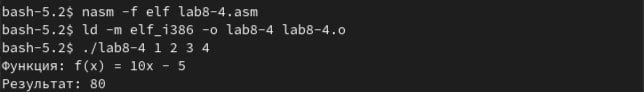 bash-5.2$ nasm -f elf lab8-4.asm
bash-5.2$ ld -m elf_i386 -o lab8-4 lab8-4.o
bash-5.2$ ./lab8-4 1 2 3 4
Функция: f(x) = 10x - 5
Результат: 80